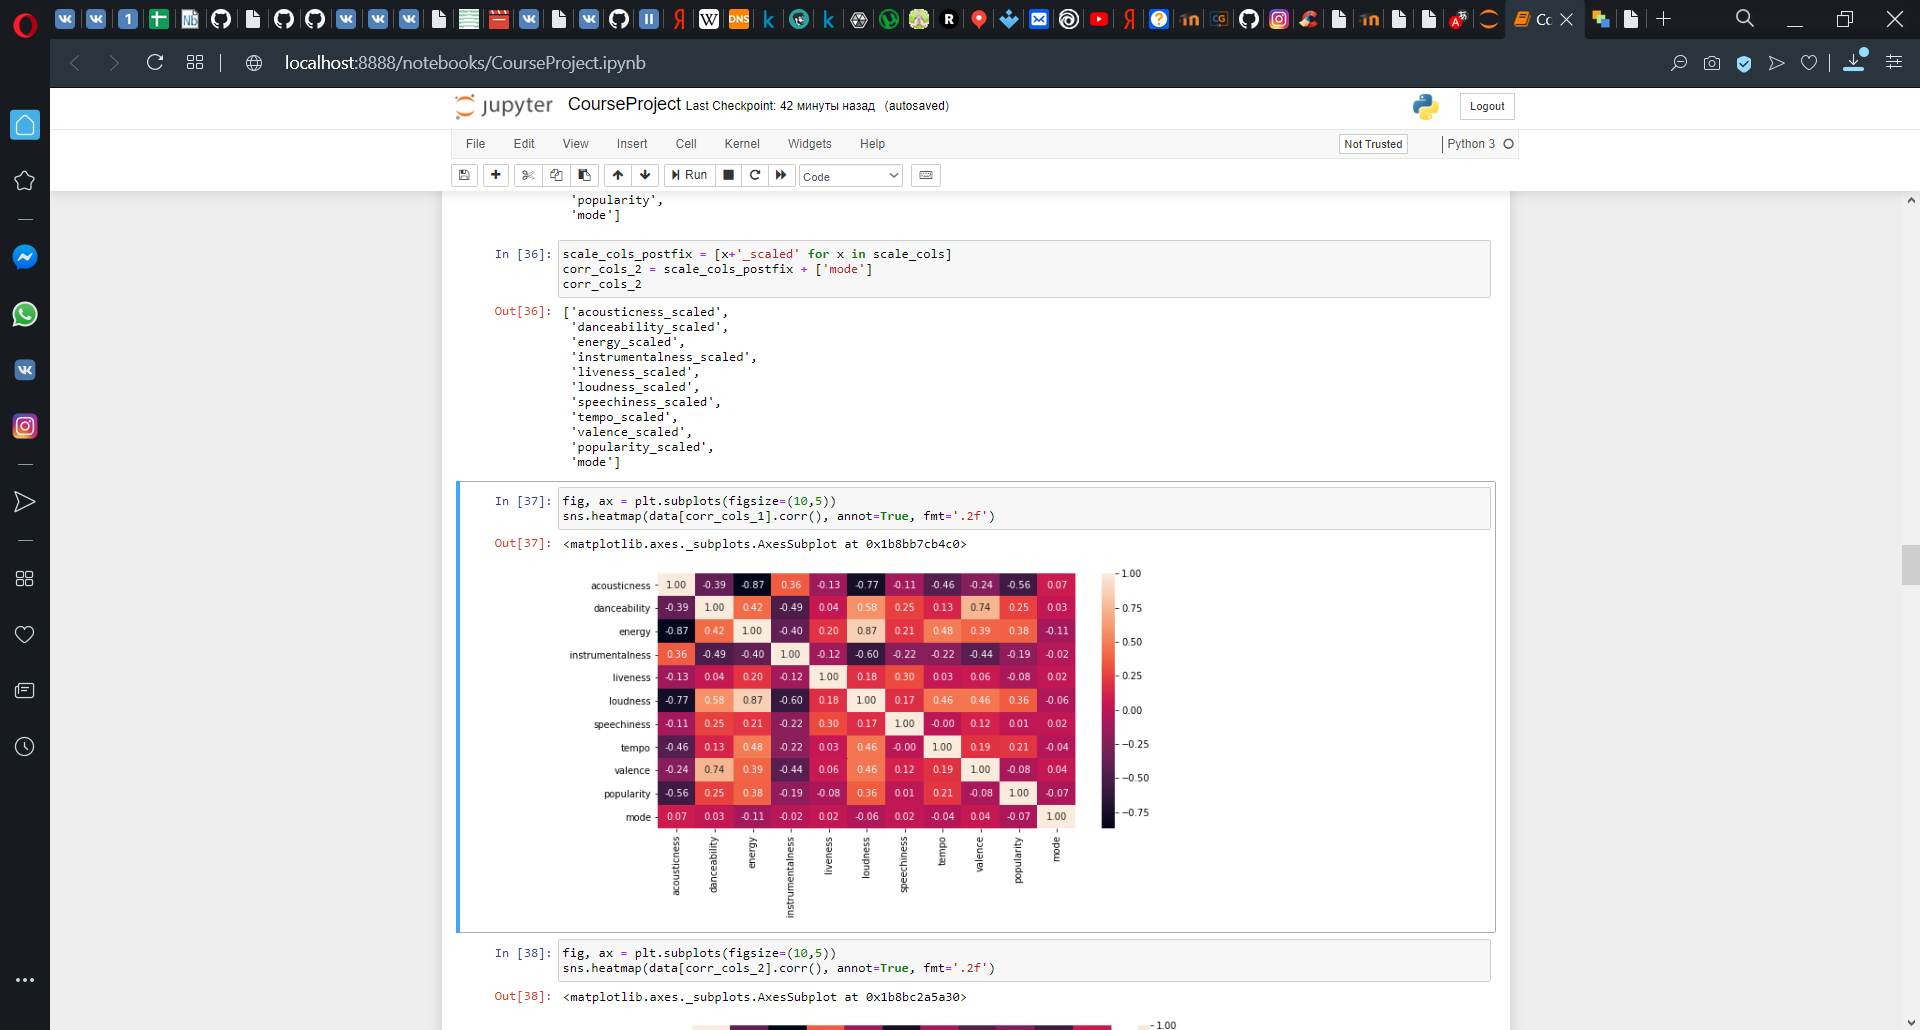 Co
localhost:8888/notebooks/CourseProject.ipynb
jupyter CourseProject Last Checkpoint: 42 минуты назад (autosaved)
Logout
File Edit View Insert Cell Kernel Widgets Help
Not Trusted
Python 3
Run
Code
'popularity',
'mode']
In [36]: scale_cols_postfix = [x+'_scaled' for x in scale_cols]
corr_cols_2 = scale_cols_postfix + ['mode']
corr_cols_2
Out[36]: ['acousticness_scaled',
'danceability_scaled',
'energy_scaled',
'instrumentalness_scaled',
'liveness_scaled',
'loudness_scaled',
'speechiness_scaled',
'tempo_scaled',
'valence_scaled',
'popularity_scaled',
'mode']
In [37]: fig, ax = plt.subplots(figsize=(10,5))
sns.heatmap(data[corr_cols_1].corr(), annot=True, fmt='.2f')
Out[37]: <matplotlib.axes._subplots.AxesSubplot at 0x1b8bb7cb4c0>
acousticness 1.00 -0.39 -0.87 0.36 -0.13 -0.77 -0.11 -0.46 -0.24 -0.56 0.07
danceability -0.39 1.00 0.42 -0.49 0.04 0.58 0.25 0.13 0.74 0.25 0.03
energy -0.87 0.42 1.00 -0.40 0.20 0.87 0.21 0.48 0.39 0.38 -0.11
instrumentalness 0.36 -0.49 -0.40 1.00 -0.12 -0.60 -0.22 -0.22 -0.44 -0.19 -0.02
liveness -0.13 0.04 0.20 -0.12 1.00 0.18 0.30 0.03 0.06 -0.08 0.02
loudness -0.77 0.58 0.87 -0.60 0.18 1.00 0.17 0.46 0.46 0.36 -0.06
speechiness -0.11 0.25 0.21 -0.22 0.30 0.17 1.00 -0.00 0.12 0.01 0.02
tempo -0.46 0.13 0.48 -0.22 0.03 0.46 -0.00 1.00 0.19 0.21 -0.04
valence -0.24 0.74 0.39 -0.44 0.06 0.46 0.12 0.19 1.00 -0.08 0.04
popularity -0.56 0.25 0.38 -0.19 -0.08 0.36 0.01 0.21 -0.08 1.00 -0.07
mode 0.07 0.03 -0.11 -0.02 0.02 -0.06 0.02 -0.04 0.04 -0.07 1.00
acousticness danceability energy instrumentalness liveness loudness speechiness tempo valence popularity mode
1.00
0.75
0.50
0.25
0.00
−0.25
−0.50
−0.75
In [38]: fig, ax = plt.subplots(figsize=(10,5))
sns.heatmap(data[corr_cols_2].corr(), annot=True, fmt='.2f')
Out[38]: <matplotlib.axes._subplots.AxesSubplot at 0x1b8bc2a5a30>
1.00